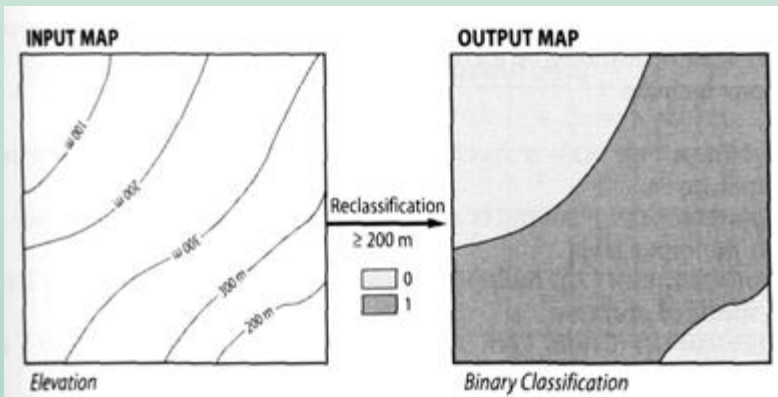 INPUT MAP
100 m
200 m
300 m
300 m
200 m
Elevation
Reclassification
≥ 200 m
0
1
OUTPUT MAP
Binary Classification